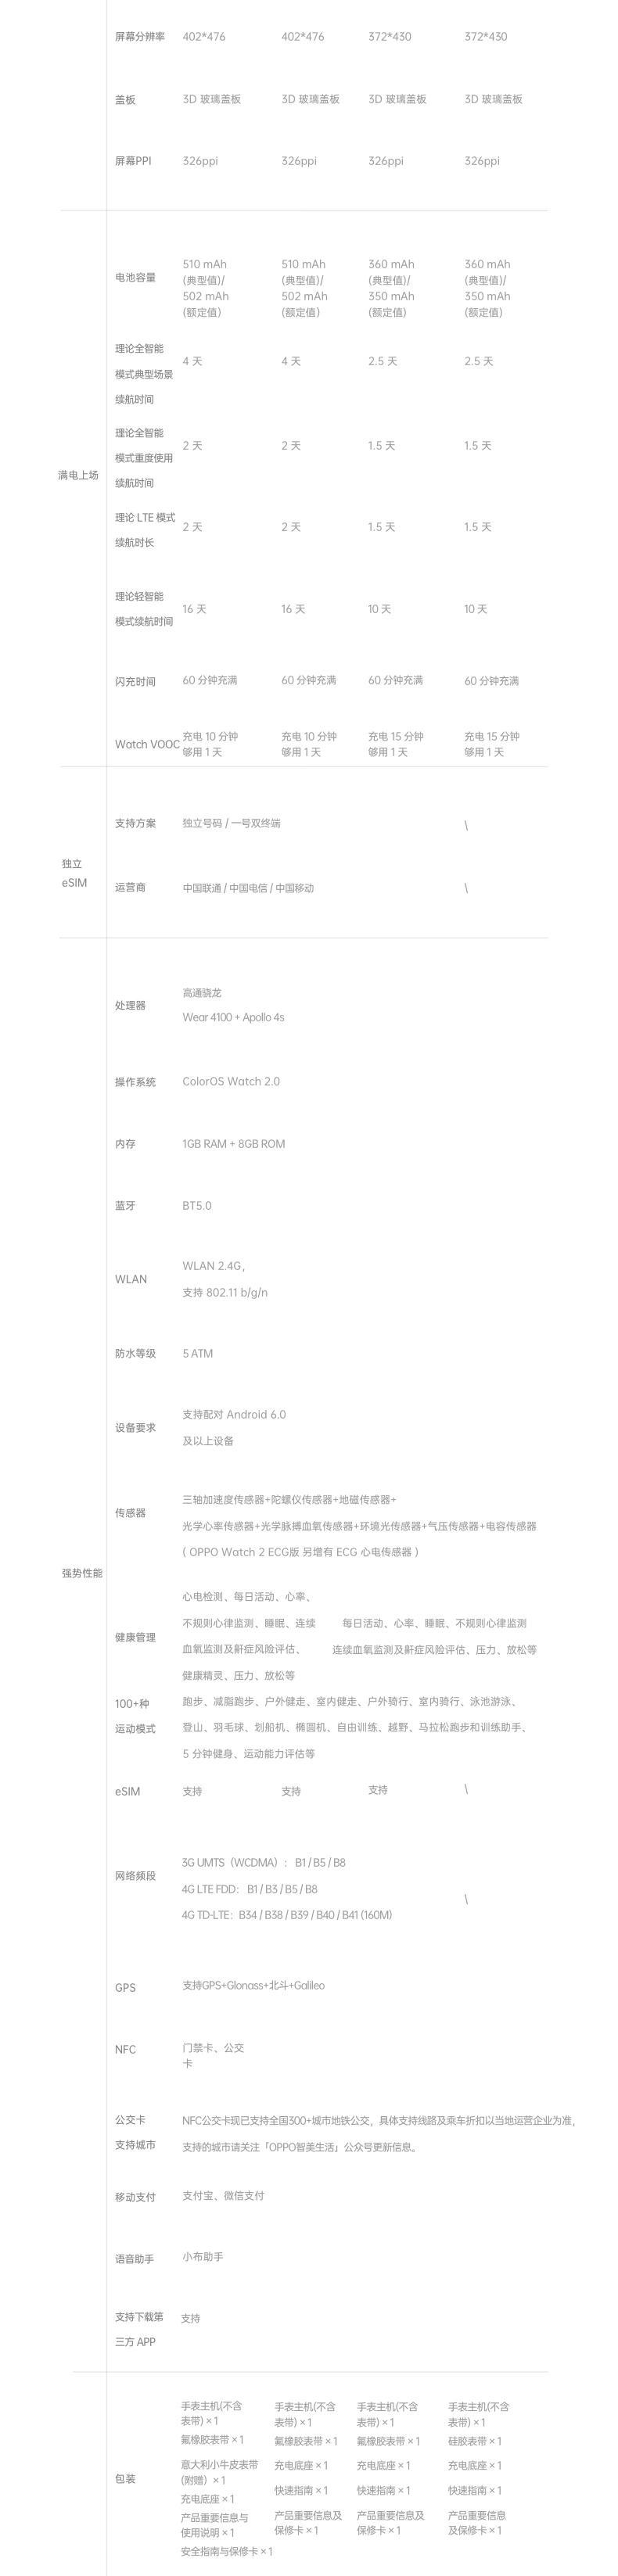 屏幕分辨率 402*476 402*476 372*430 372*430
盖板 3D 玻璃盖板 3D 玻璃盖板 3D 玻璃盖板 3D 玻璃盖板
屏幕PPI 326ppi 326ppi 326ppi 326ppi
满电上场
电池容量
510 mAh
(典型值)/
502 mAh
(额定值)
510 mAh
(典型值)/
502 mAh
(额定值)
360 mAh
(典型值)/
350 mAh
(额定值)
360 mAh
(典型值)/
350 mAh
(额定值)
理论全智能
模式典型场景
续航时间
4 天 4 天 2.5 天 2.5 天
理论全智能
模式重度使用
续航时间
2 天 2 天 1.5 天 1.5 天
理论 LTE 模式
续航时长
2 天 2 天 1.5 天 1.5 天
理论轻智能
模式续航时间
16 天 16 天 10 天 10 天
闪充时间 60 分钟充满 60 分钟充满 60 分钟充满 60 分钟充满
Watch VOOC
充电 10 分钟
够用 1 天
充电 10 分钟
够用 1 天
充电 15 分钟
够用 1 天
充电 15 分钟
够用 1 天
独立
eSIM
支持方案 独立号码 / 一号双终端 \
运营商 中国联通 / 中国电信 / 中国移动 \
强势性能
处理器
高通骁龙
Wear 4100 + Apollo 4s
操作系统 ColorOS Watch 2.0
内存 1GB RAM + 8GB ROM
蓝牙 BT5.0
WLAN
WLAN 2.4G，
支持 802.11 b/g/n
防水等级 5 ATM
设备要求
支持配对 Android 6.0
及以上设备
传感器
三轴加速度传感器+陀螺仪传感器+地磁传感器+
光学心率传感器+光学脉搏血氧传感器+环境光传感器+气压传感器+电容传感器
( OPPO Watch 2 ECG版 另增有 ECG 心电传感器 )
健康管理
心电检测、每日活动、心率、
不规则心律监测、睡眠、连续
血氧监测及鼾症风险评估、
健康精灵、压力、放松等
每日活动、心率、睡眠、不规则心律监测
连续血氧监测及鼾症风险评估、压力、放松等
100+种
运动模式
跑步、减脂跑步、户外健走、室内健走、户外骑行、室内骑行、泳池游泳、
登山、羽毛球、划船机、椭圆机、自由训练、越野、马拉松跑步和训练助手、
5 分钟健身、运动能力评估等
eSIM 支持 支持 支持 \
网络频段
3G UMTS（WCDMA）： B1 / B5 / B8
4G LTE FDD： B1 / B3 / B5 / B8
4G TD-LTE：B34 / B38 / B39 / B40 / B41 (160M)
\
GPS 支持GPS+Glonass+北斗+Galileo
NFC
门禁卡、公交
卡
公交卡
支持城市
NFC公交卡现已支持全国300+城市地铁公交，具体支持线路及乘车折扣以当地运营企业为准，
支持的城市请关注「OPPO智美生活」公众号更新信息。
移动支付 支付宝、微信支付
语音助手 小布助手
支持下载第
三方 APP
支持
包装
手表主机(不含
表带) × 1
氟橡胶表带 × 1
意大利小牛皮表带
(附赠）× 1
充电底座 × 1
产品重要信息与
使用说明 × 1
安全指南与保修卡 × 1
手表主机(不含
表带) × 1
氟橡胶表带 × 1
充电底座 × 1
快速指南 × 1
产品重要信息及
保修卡 × 1
手表主机(不含
表带) × 1
氟橡胶表带 × 1
充电底座 × 1
快速指南 × 1
产品重要信息及
保修卡 × 1
手表主机(不含
表带) × 1
硅胶表带 × 1
充电底座 × 1
快速指南 × 1
产品重要信息
及保修卡 × 1